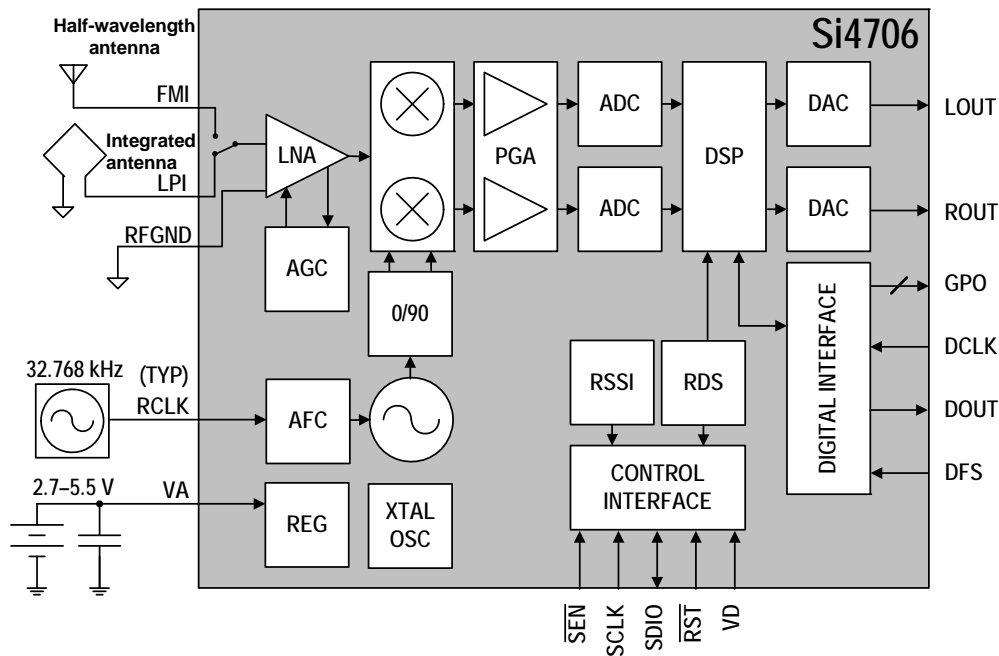 Half-wavelength
antenna
Si4706
FMI
Integrated
antenna
LPI
RFGND
LNA
AGC
PGA
ADC
ADC
DSP
DAC
DAC
LOUT
ROUT
GPO
DCLK
DOUT
DFS
DIGITAL INTERFACE
0/90
32.768 kHz
(TYP)
RCLK
AFC
RSSI
RDS
CONTROL
INTERFACE
2.7–5.5 V
VA
REG
XTAL
OSC
SEN
SCLK
SDIO
RST
VD